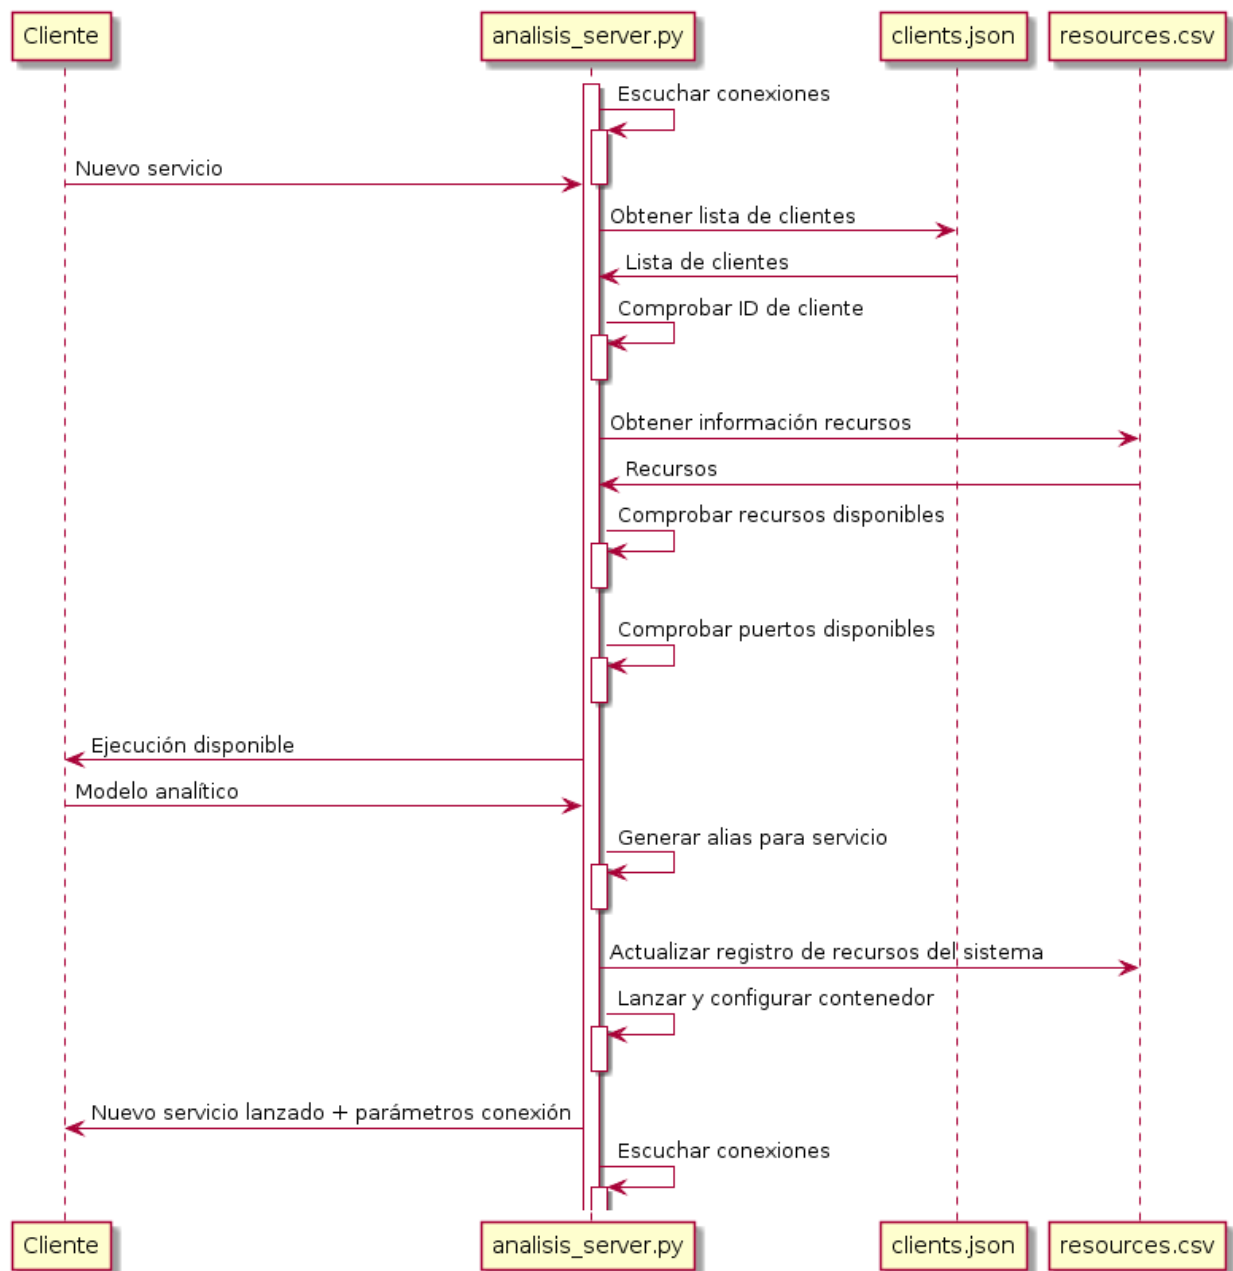 Cliente
analisis_server.py
clients.json
resources.csv
Escuchar conexiones
Nuevo servicio
Obtener lista de clientes
Lista de clientes
Comprobar ID de cliente
Obtener información recursos
Recursos
Comprobar recursos disponibles
Comprobar puertos disponibles
Ejecución disponible
Modelo analítico
Generar alias para servicio
Actualizar registro de recursos del sistema
Lanzar y configurar contenedor
Nuevo servicio lanzado + parámetros conexión
Escuchar conexiones
Cliente
analisis_server.py
clients.json
resources.csv